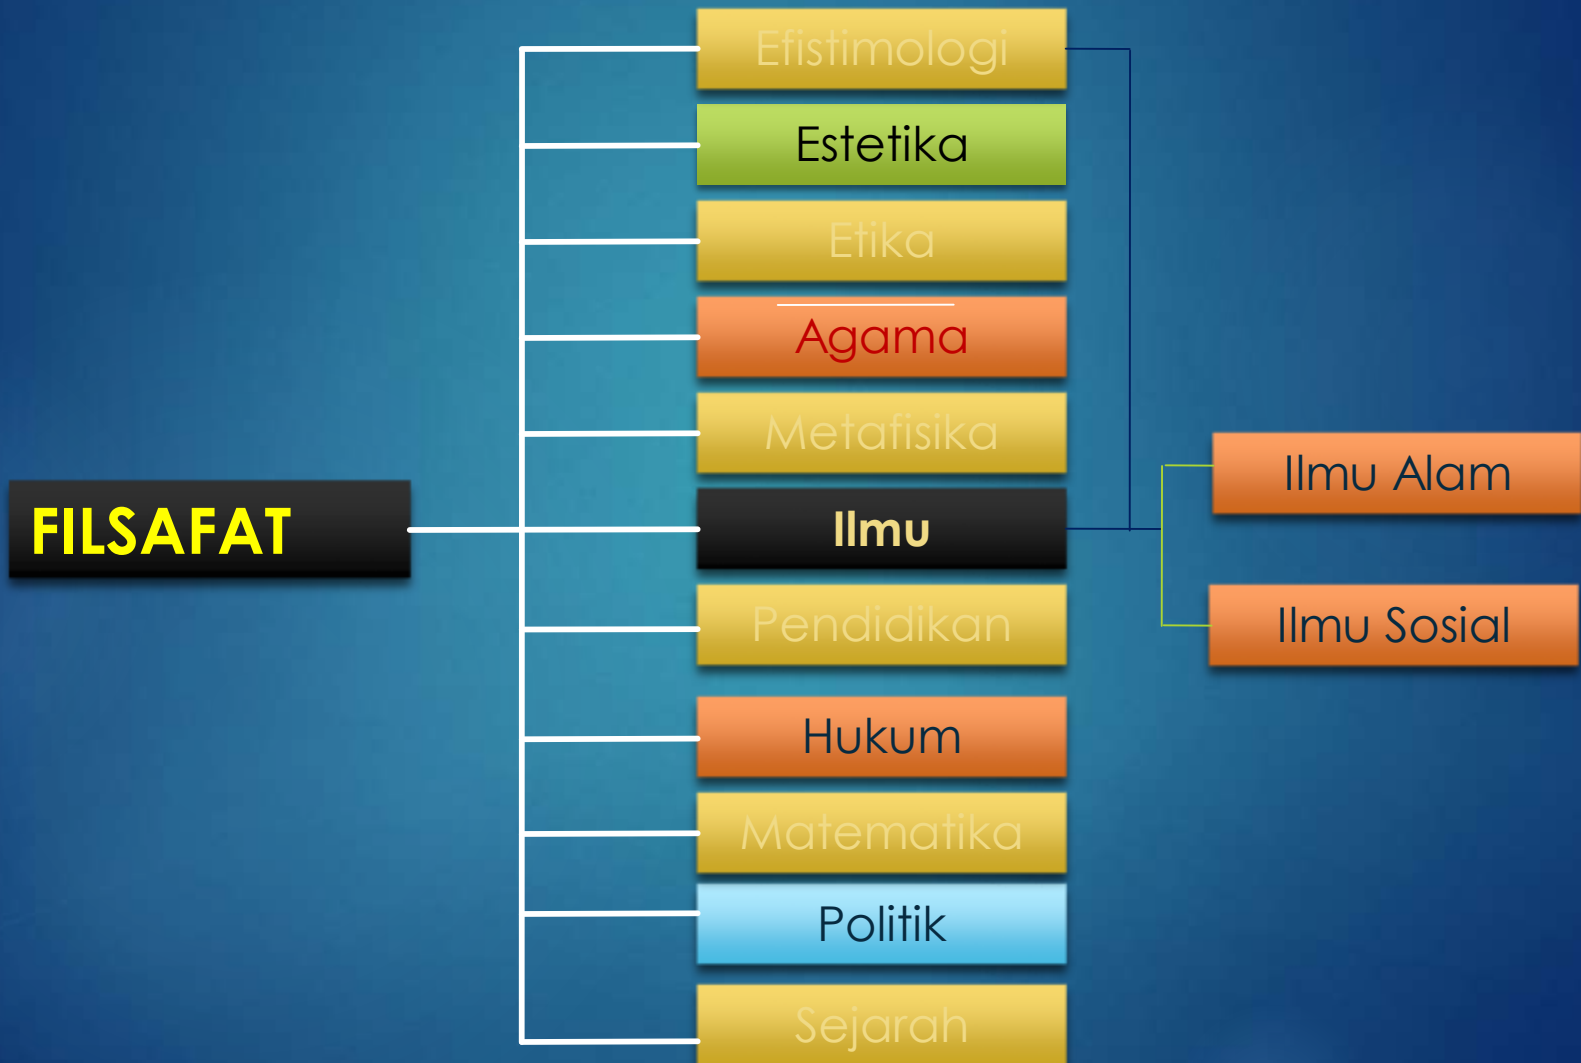 Efistimologi
Estetika
Etika
Agama
Metafisika
FILSAFAT
Ilmu
Ilmu Alam
Ilmu Sosial
Pendidikan
Hukum
Matematika
Politik
Sejarah